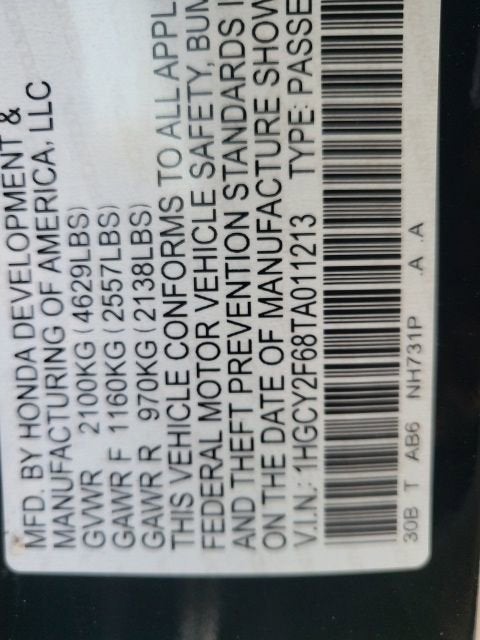 MFD. BY HONDA DEVELOPMENT &
MANUFACTURING OF AMERICA, LLC
GVWR 2100KG (4629LBS)
GAWR F 1160KG (2557LBS)
GAWR R 970KG (2138LBS)
THIS VEHICLE CONFORMS TO ALL APPL
FEDERAL MOTOR VEHICLE SAFETY, BUM
AND THEFT PREVENTION STANDARDS I
ON THE DATE OF MANUFACTURE SHOW
V.I.N.: 1HGCY2F68TA011213 TYPE: PASSE
30B T AB6 NH731P .A .A